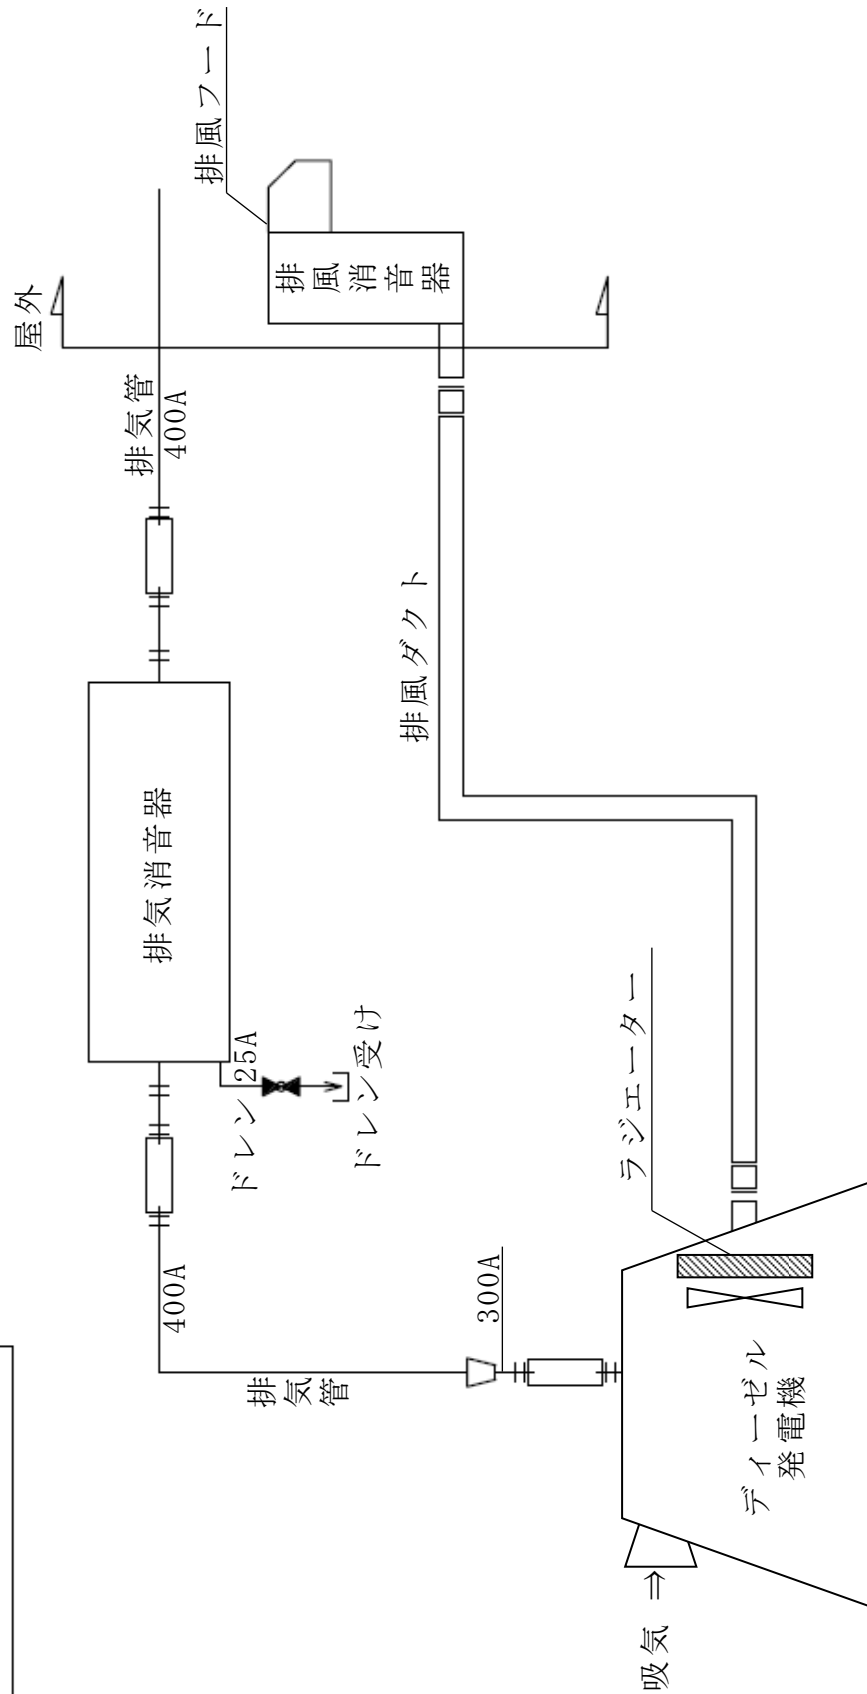 屋外
排風フード
排気管
400A
排風消音器
排気消音器
排風ダクト
ドレン 25A
ドレン受け
400A
排気管
300A
ラジエーター
ディーゼル
発電機
吸気 ⇒